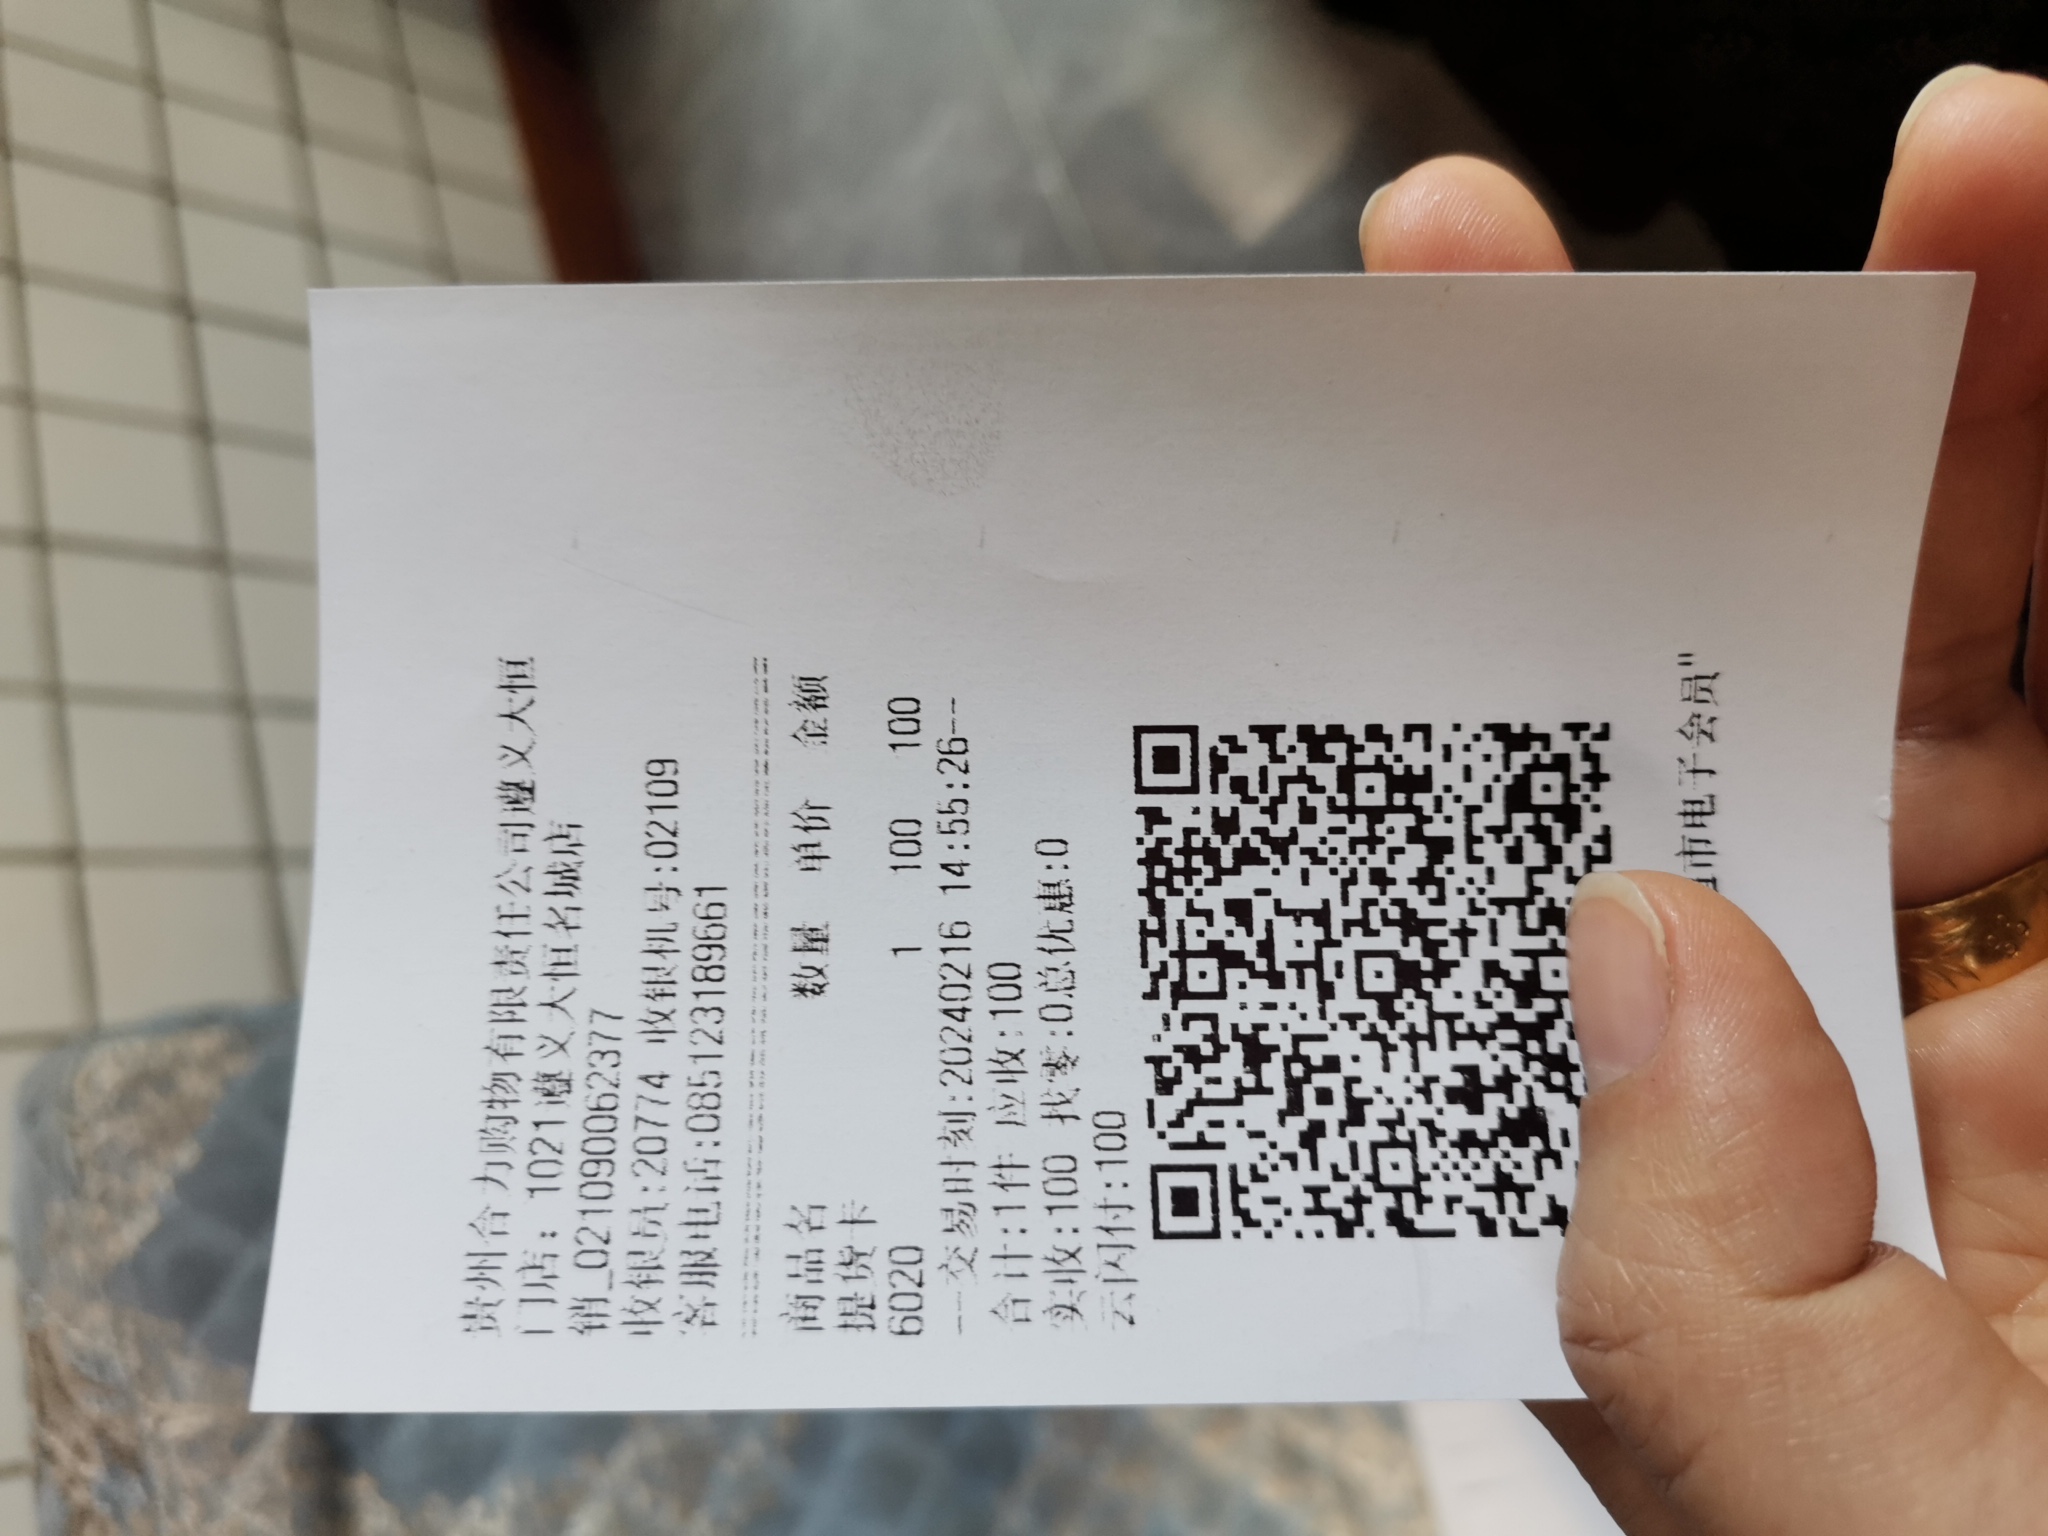 贵州合力购物有限责任公司遵义大恒
门店: 1021遵义大恒名城店
销_021090062377
收银员:20774 收银机号:02109
客服电话:085123189661
商品名 数量 单价 金额
提货卡
6020 1 100 100
---交易时刻:20240216 14:55:26--
合计:1件 应收:100
实收:100 找零:0总优惠:0
云闪付:100
市电子会员"